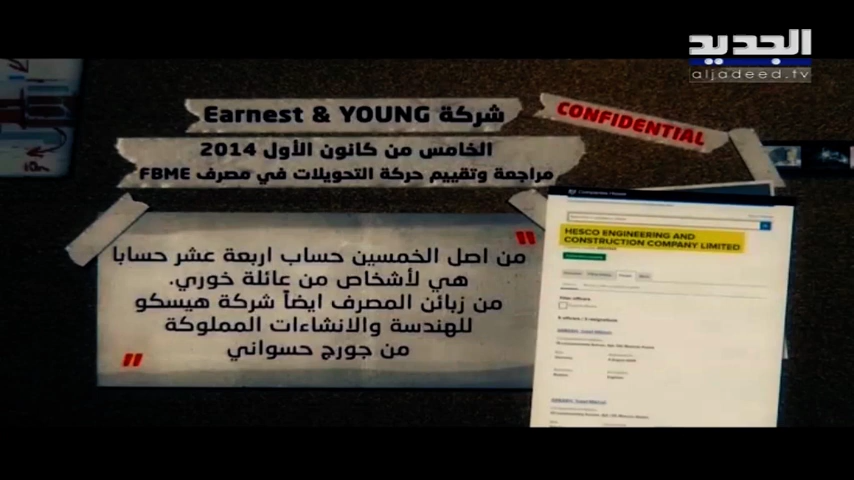 الجديد
aljadeed.tv
شركة Earnest & YOUNG
CONFIDENTIAL
الخامس من كانون الأول 2014
مراجعة وتقييم حركة التحويلات في مصرف FBME
"
من اصل الخمسين حساب اربعة عشر حسابا
هي لأشخاص من عائلة خوري.
من زبائن المصرف ايضاً شركة هيسكو
للهندسة والانشاءات المملوكة
من جورج حسواني
"
Companies House
HESCO ENGINEERING AND
CONSTRUCTION COMPANY LIMITED